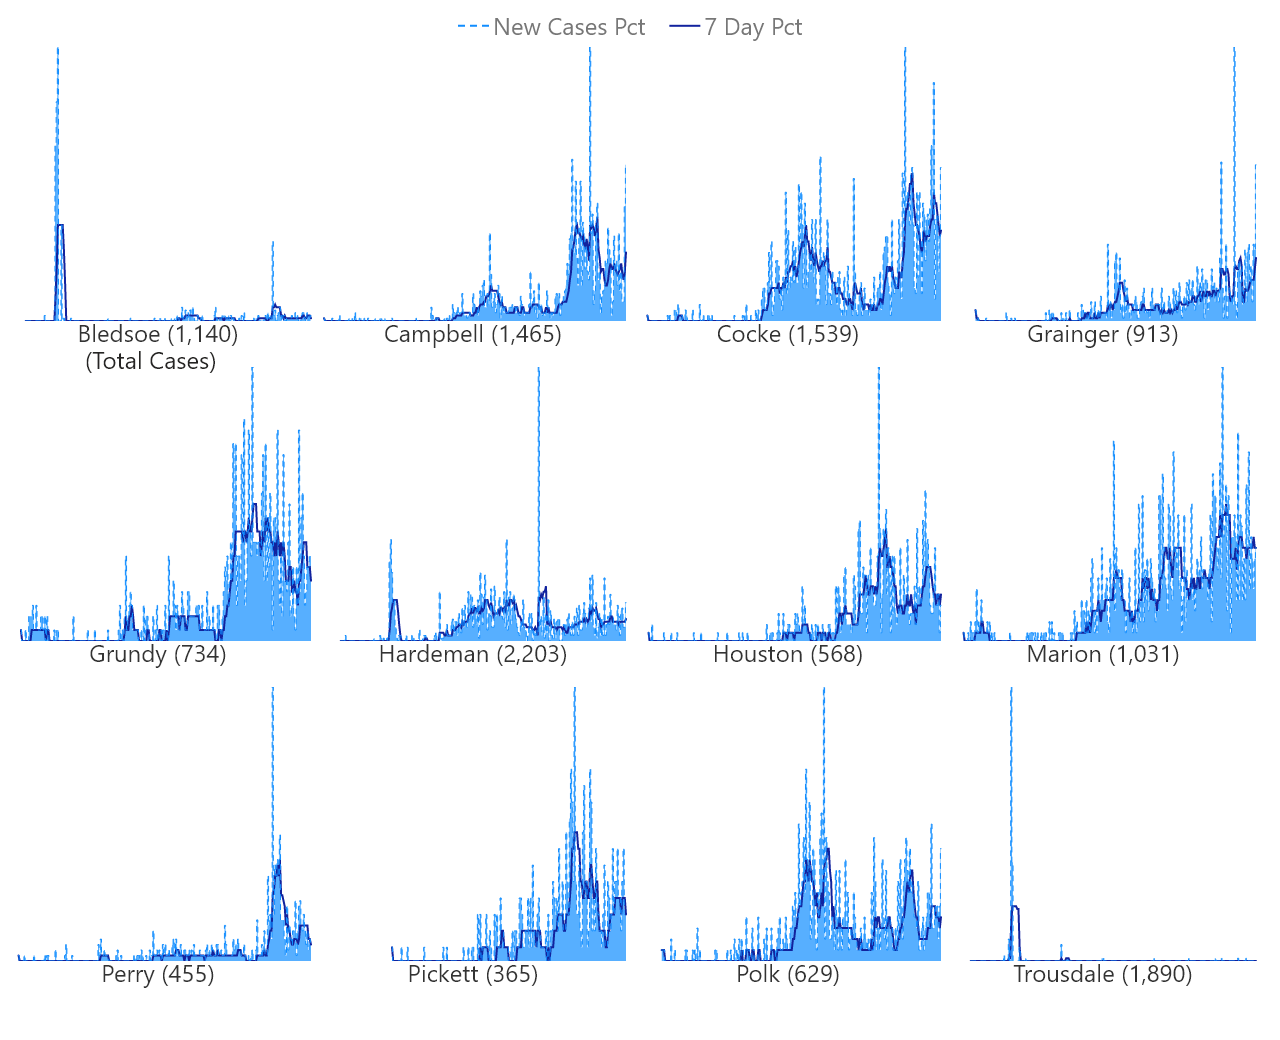 New Cases Pct 7 Day Pct
Bledsoe (1,140) Campbell (1,465) Cocke (1,539) Grainger (913)
(Total Cases)
Grundy (734) Hardeman (2,203) Houston (568) Marion (1,031)
Perry (455) Pickett (365) Polk (629) Trousdale (1,890)